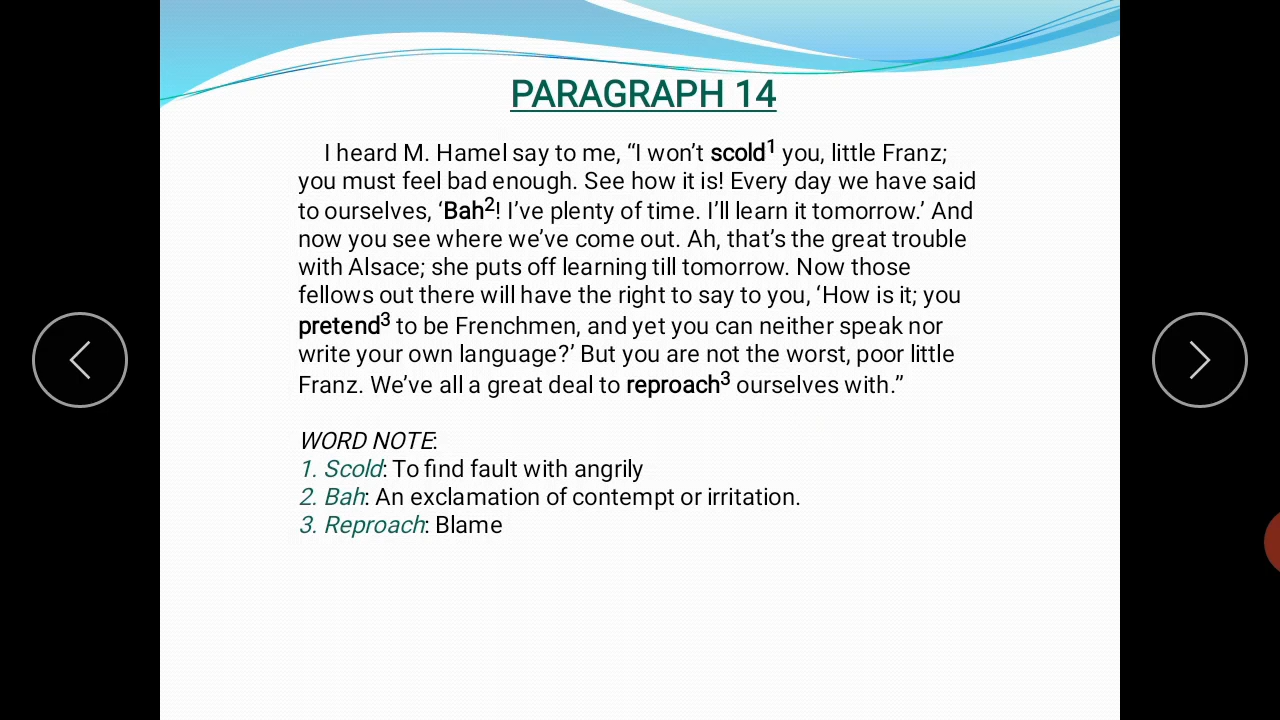 PARAGRAPH 14
I heard M. Hamel say to me, “I won’t scold1 you, little Franz;
you must feel bad enough. See how it is! Every day we have said
to ourselves, ‘Bah2! I’ve plenty of time. I’ll learn it tomorrow.’ And
now you see where we’ve come out. Ah, that’s the great trouble
with Alsace; she puts off learning till tomorrow. Now those
fellows out there will have the right to say to you, ‘How is it; you
pretend3 to be Frenchmen, and yet you can neither speak nor
write your own language?’ But you are not the worst, poor little
Franz. We’ve all a great deal to reproach3 ourselves with.”
WORD NOTE:
1. Scold: To find fault with angrily
2. Bah: An exclamation of contempt or irritation.
3. Reproach: Blame